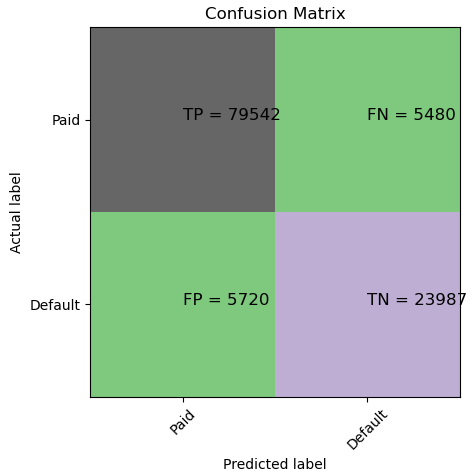 Confusion Matrix
Actual label
Paid
TP = 79542
FN = 5480
Default
FP = 5720
TN = 23987
Paid
Default
Predicted label